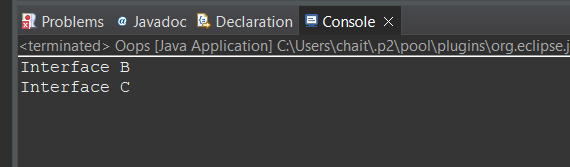 Problems @ Javadoc Declaration Console
<terminated> Oops [Java Application] C:\Users\chait\.p2\pool\plugins\org.eclipse.j
Interface B
Interface C